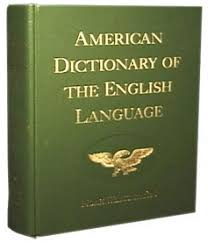 AMERICAN
DICTIONARY OF
THE ENGLISH
LANGUAGE